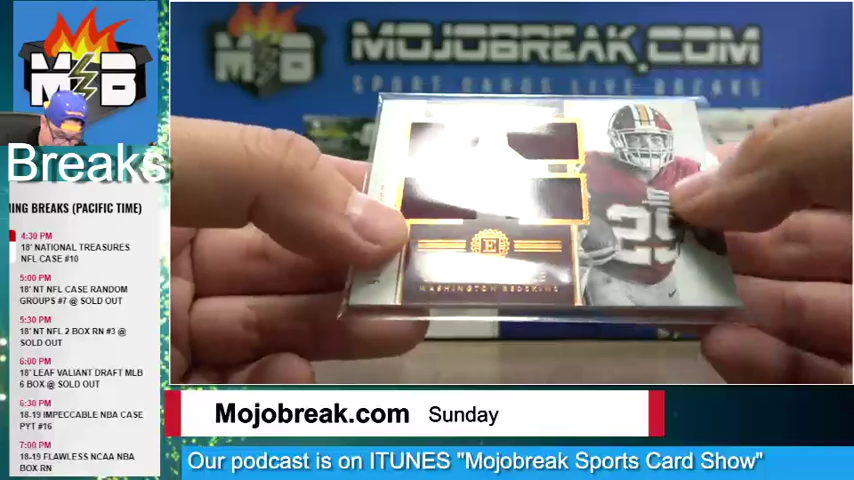 M B
MOJOBREAK.COM
SPORT CARDS LIVE BREAKS
M B
Breaks
ING BREAKS (PACIFIC TIME)
4:30 PM
18' NATIONAL TREASURES
NFL CASE #10
5:00 PM
18' NT NFL CASE RANDOM
GROUPS #7 @ SOLD OUT
5:30 PM
18' NT NFL 2 BOX RN #3 @
SOLD OUT
6:00 PM
18' LEAF VALIANT DRAFT MLB
6 BOX @ SOLD OUT
6:30 PM
18-19 IMPECCABLE NBA CASE
PYT #16
7:00 PM
18-19 FLAWLESS NCAA NBA
BOX RN
E
WASHINGTON REDSKINS
29
Mojobreak.com Sunday
Our podcast is on ITUNES "Mojobreak Sports Card Show"